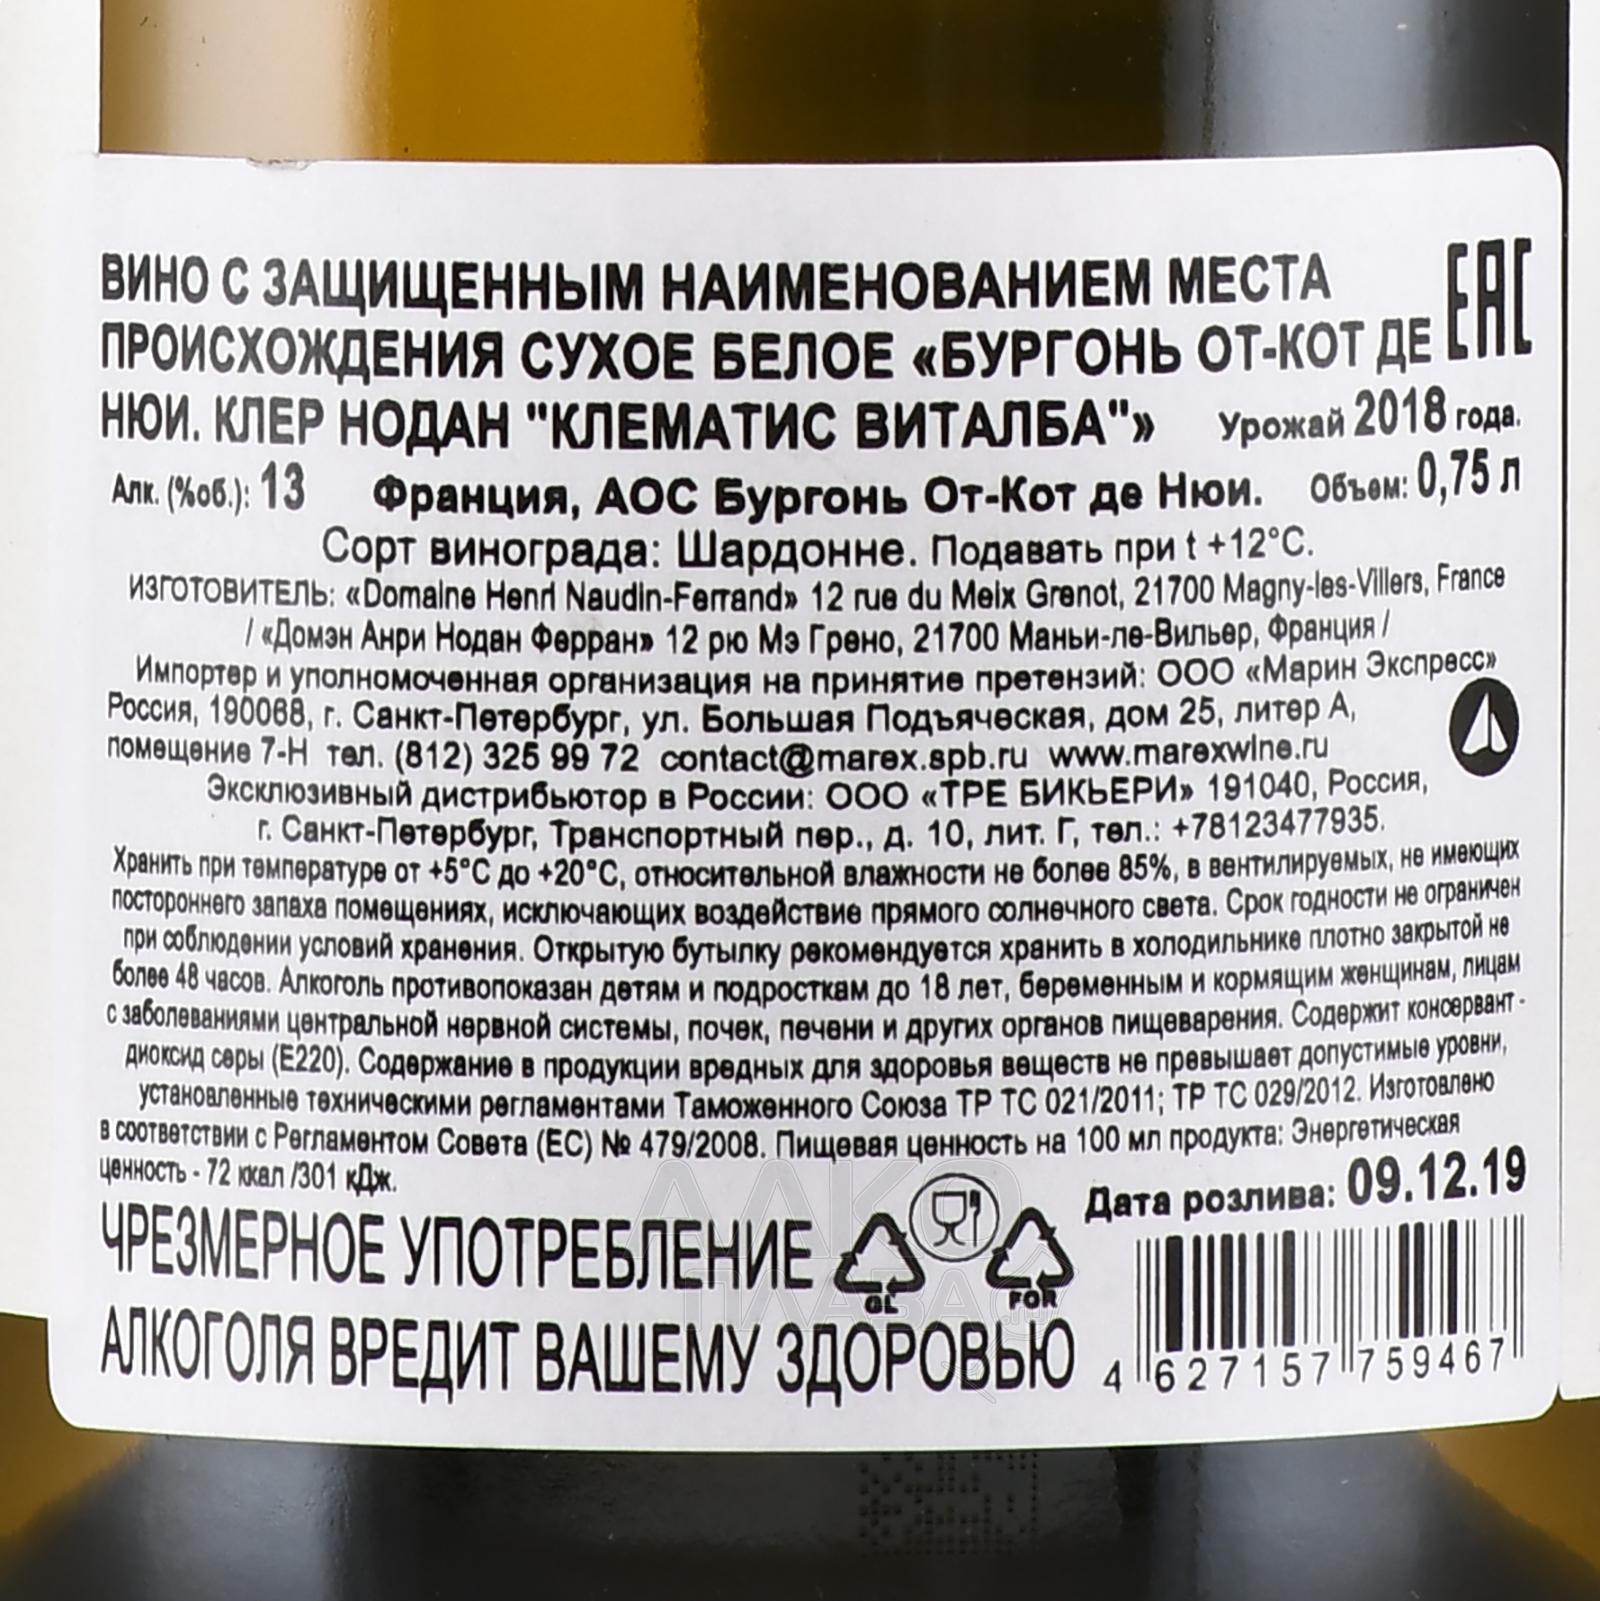 ВИНО С ЗАЩИЩЕННЫМ НАИМЕНОВАНИЕМ МЕСТА
ПРОИСХОЖДЕНИЯ СУХОЕ БЕЛОЕ «БУРГОНЬ ОТ-КОТ ДЕ
НЮИ. КЛЕР НОДАН "КЛЕМАТИС ВИТАЛБА"» Урожай 2018 года.
EAC
Алк. (%об.): 13 Франция, АОС Бургонь От-Кот де Нюи. Объем: 0,75 л
Сорт винограда: Шардонне. Подавать при t +12°С.
ИЗГОТОВИТЕЛЬ: «Domaine Henri Naudin-Ferrand» 12 rue du Meix Grenot, 21700 Magny-les-Villers, France
/ «Домэн Анри Нодан Ферран» 12 рю Мэ Грено, 21700 Маньи-ле-Вильер, Франция /
Импортер и уполномоченная организация на принятие претензий: ООО «Марин Экспресс»
Россия, 190068, г. Санкт-Петербург, ул. Большая Подъяческая, дом 25, литер А,
помещение 7-Н тел. (812) 325 99 72 contact@marex.spb.ru www.marexwine.ru
Эксклюзивный дистрибьютор в России: ООО «ТРЕ БИКЬЕРИ» 191040, Россия,
г. Санкт-Петербург, Транспортный пер., д. 10, лит. Г, тел.: +78123477935.
Хранить при температуре от +5°С до +20°С, относительной влажности не более 85%, в вентилируемых, не имеющих
постороннего запаха помещениях, исключающих воздействие прямого солнечного света. Срок годности не ограничен
при соблюдении условий хранения. Открытую бутылку рекомендуется хранить в холодильнике плотно закрытой не
более 48 часов. Алкоголь противопоказан детям и подросткам до 18 лет, беременным и кормящим женщинам, лицам
с заболеваниями центральной нервной системы, почек, печени и других органов пищеварения. Содержит консервант -
диоксид серы (Е220). Содержание в продукции вредных для здоровья веществ не превышает допустимые уровни,
установленные техническими регламентами Таможенного Союза ТР ТС 021/2011; ТР ТС 029/2012. Изготовлено
в соответствии с Регламентом Совета (ЕС) № 479/2008. Пищевая ценность на 100 мл продукта: Энергетическая
ценность - 72 ккал /301 кДж.
Дата розлива: 09.12.19
ЧРЕЗМЕРНОЕ УПОТРЕБЛЕНИЕ
АЛКОГОЛЯ ВРЕДИТ ВАШЕМУ ЗДОРОВЬЮ
GL
FOR
4 627157 759467
АЛКО
ПЛАЗА.ru